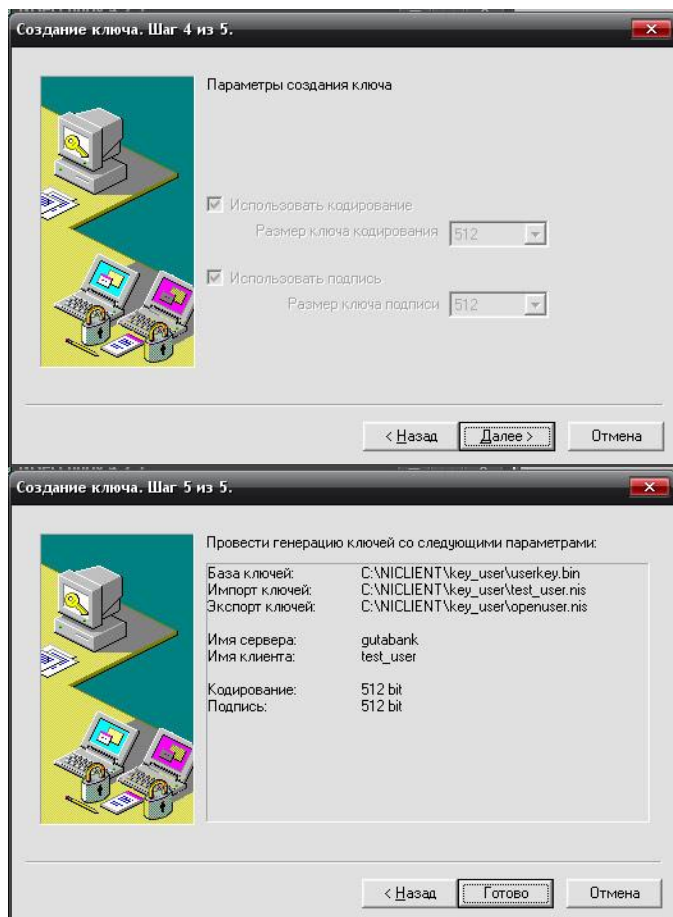 Создание ключа. Шаг 4 из 5.
Параметры создания ключа
Использовать кодирование
Размер ключа кодирования 512
Использовать подпись
Размер ключа подписи 512
< Назад Далее > Отмена
Создание ключа. Шаг 5 из 5.
Провести генерацию ключей со следующими параметрами:
База ключей: C:\NICLIENT\key_user\userkey.bin
Импорт ключей: C:\NICLIENT\key_user\test_user.nis
Экспорт ключей: C:\NICLIENT\key_user\openuser.nis
Имя сервера: gutabank
Имя клиента: test_user
Кодирование: 512 bit
Подпись: 512 bit
< Назад Готово Отмена